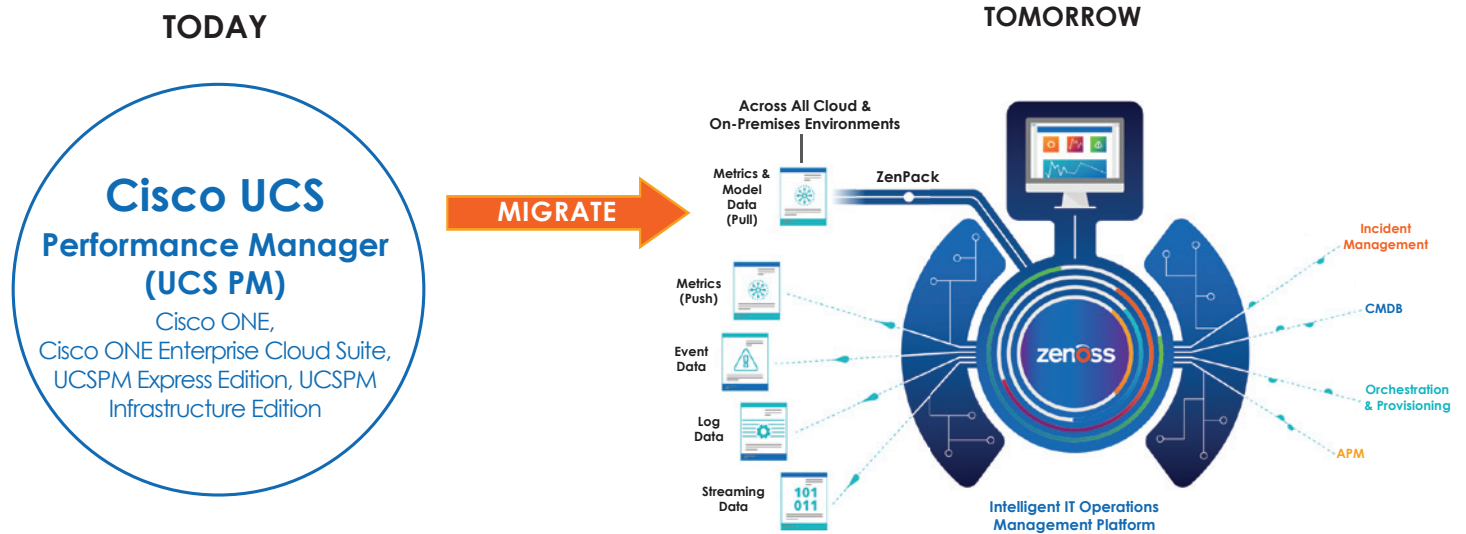 TODAY
Cisco UCS
Performance Manager
(UCS PM)
Cisco ONE,
Cisco ONE Enterprise Cloud Suite,
UCSPM Express Edition, UCSPM
Infrastructure Edition
MIGRATE
TOMORROW
Across All Cloud &
On-Premises Environments
Metrics &
Model
Data
(Pull)
ZenPack
Metrics
(Push)
Event
Data
Log
Data
Streaming
Data
101
011
zenoss
Incident
Management
CMDB
Orchestration
& Provisioning
APM
Intelligent IT Operations
Management Platform